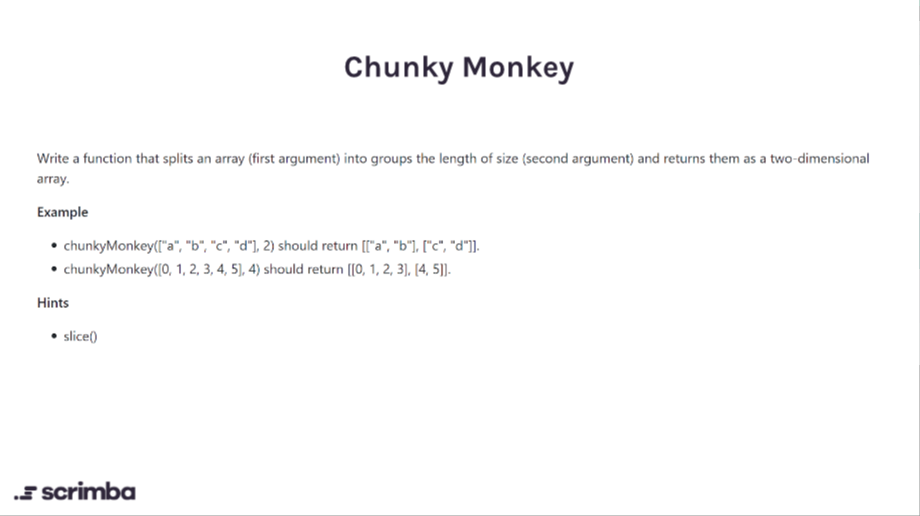 Chunky Monkey
Write a function that splits an array (first argument) into groups the length of size (second argument) and returns them as a two-dimensional
array.
Example
• chunkyMonkey(["a", "b", "c", "d"], 2) should return [["a", "b"], ["c", "d"]].
• chunkyMonkey([0, 1, 2, 3, 4, 5], 4) should return [[0, 1, 2, 3], [4, 5]].
Hints
• slice()
scrimba